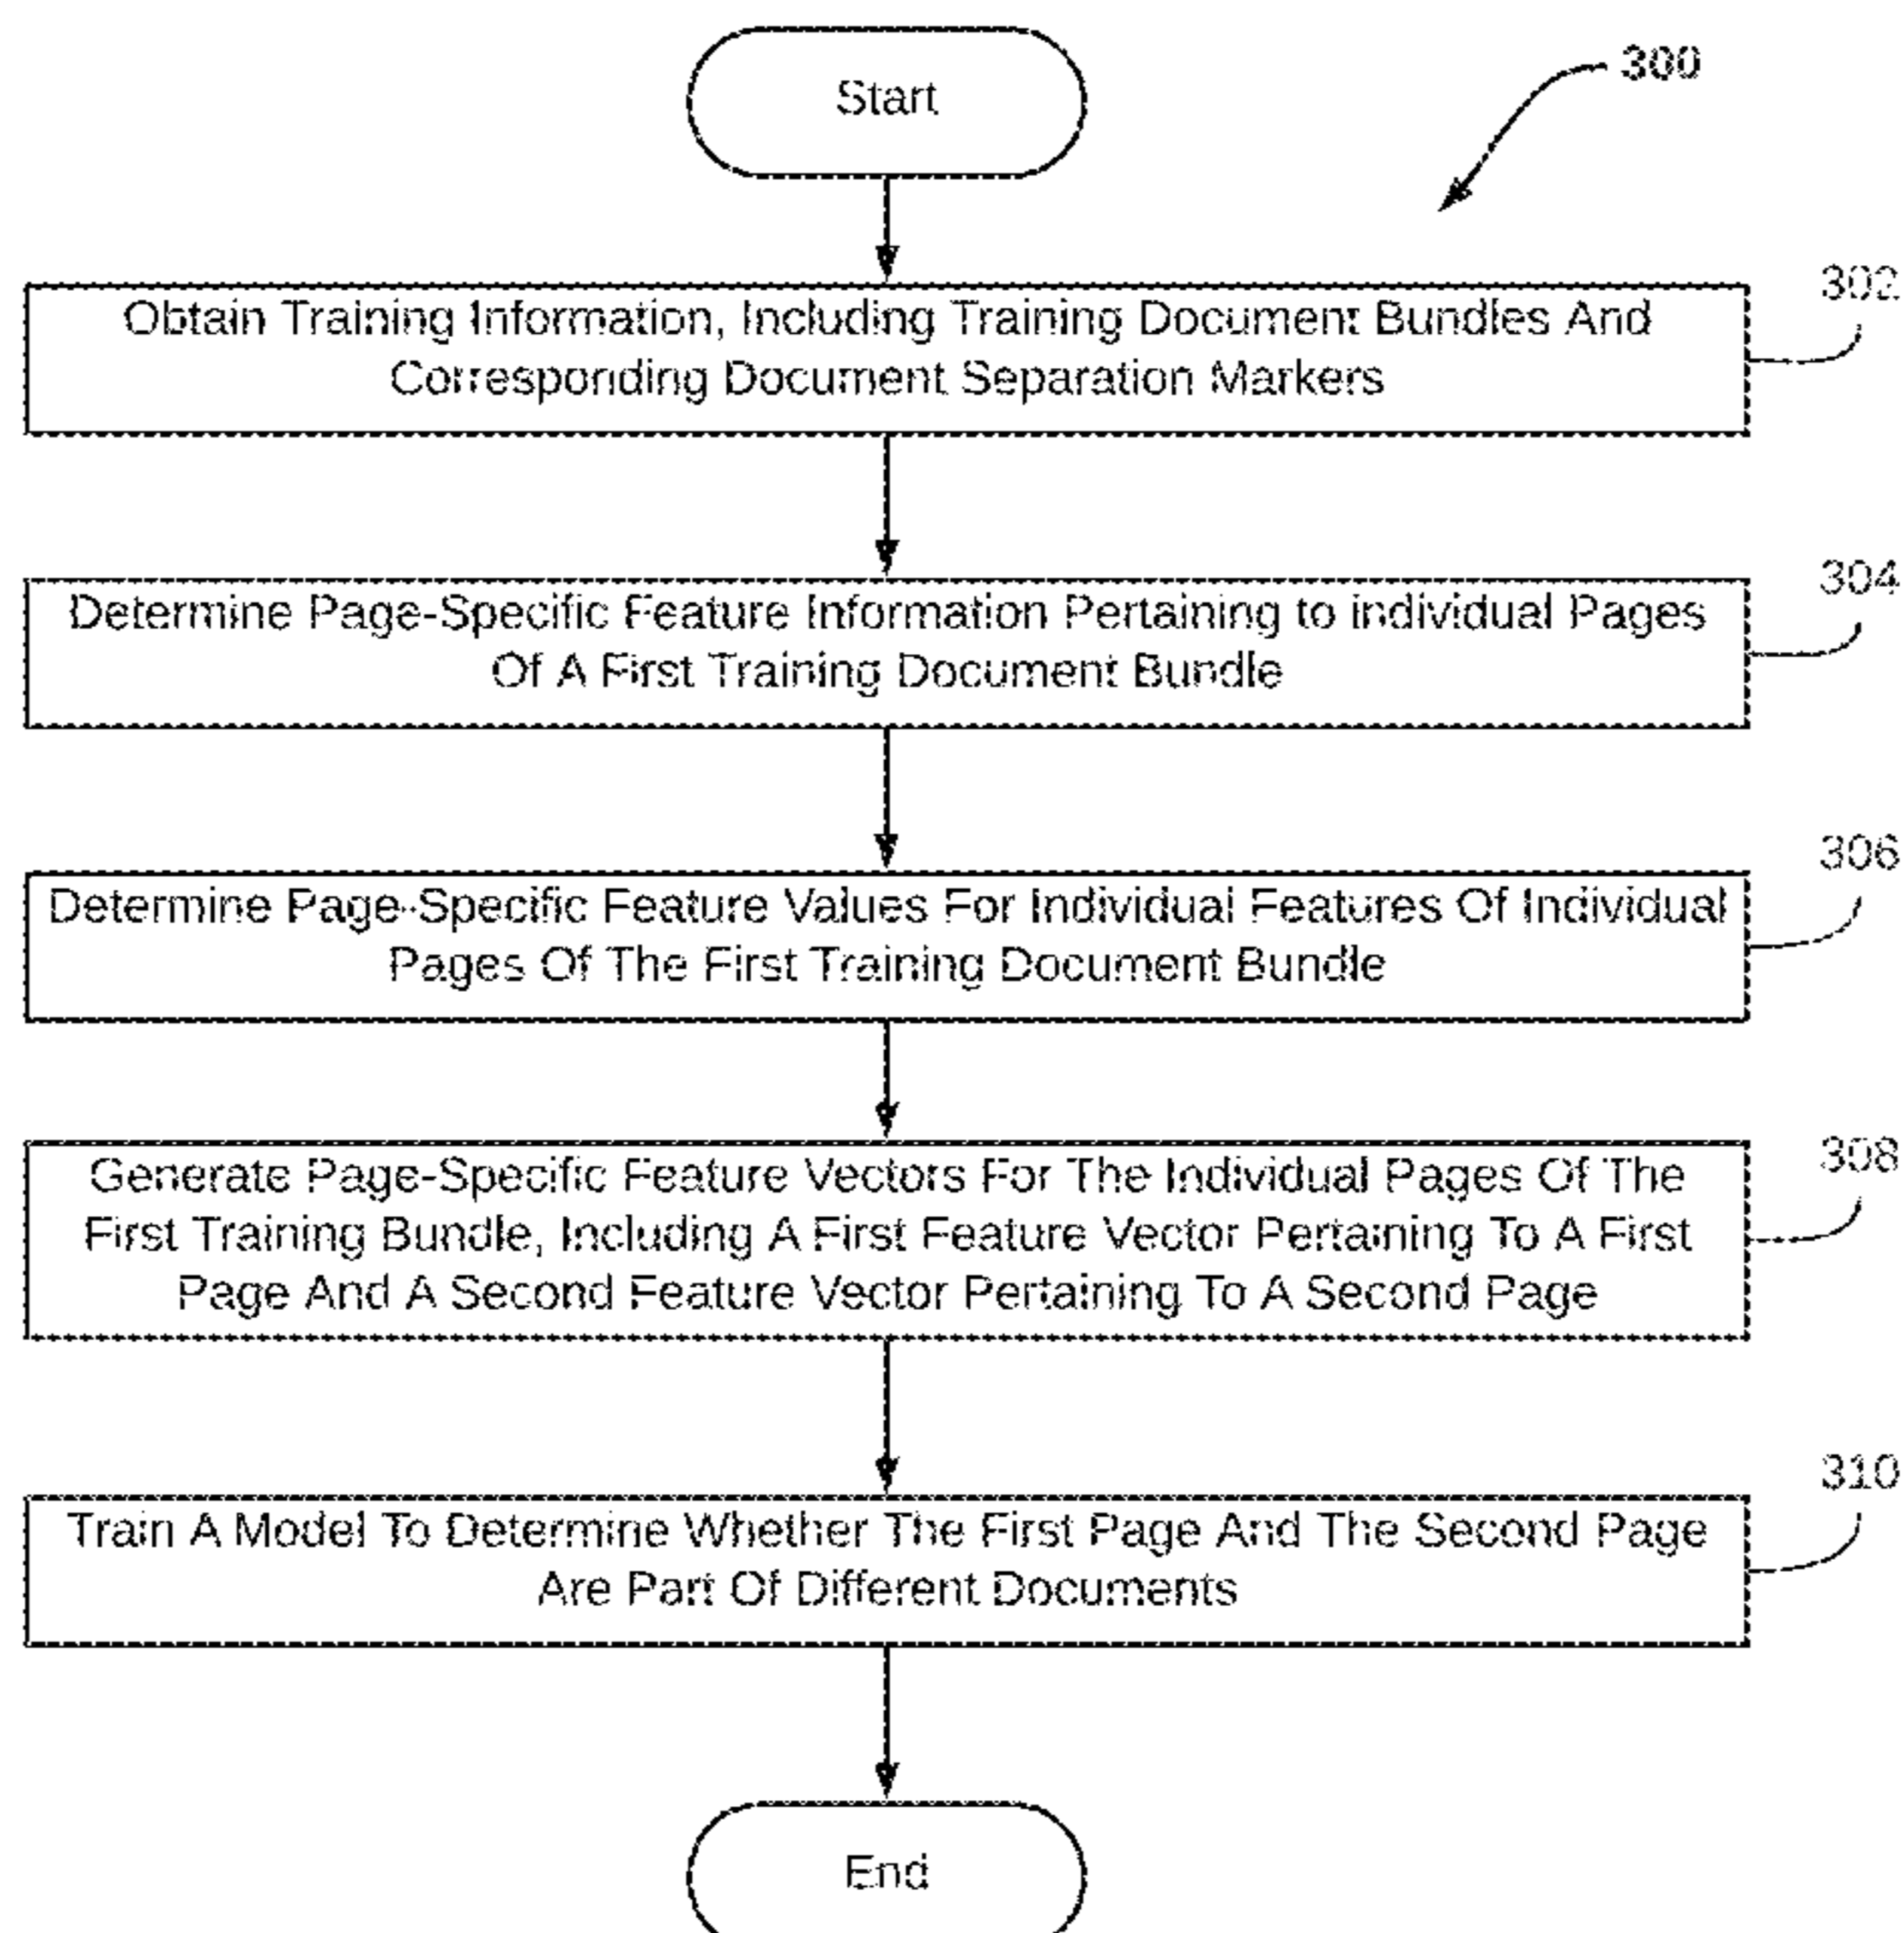 Start
300
302
Obtain Training Information, Including Training Document Bundles And
Corresponding Document Separation Markers
304
Determine Page-Specific Feature Information Pertaining to individual Pages
Of A First Training Document Bundle
306
Determine Page-Specific Feature Values For Individual Features Of Individual
Pages Of The First Training Document Bundle
308
Generate Page-Specific Feature Vectors For The Individual Pages Of The
First Training Bundle, Including A First Feature Vector Pertaining To A First
Page And A Second Feature Vector Pertaining To A Second Page
310
Train A Model To Determine Whether The First Page And The Second Page
Are Part Of Different Documents
End